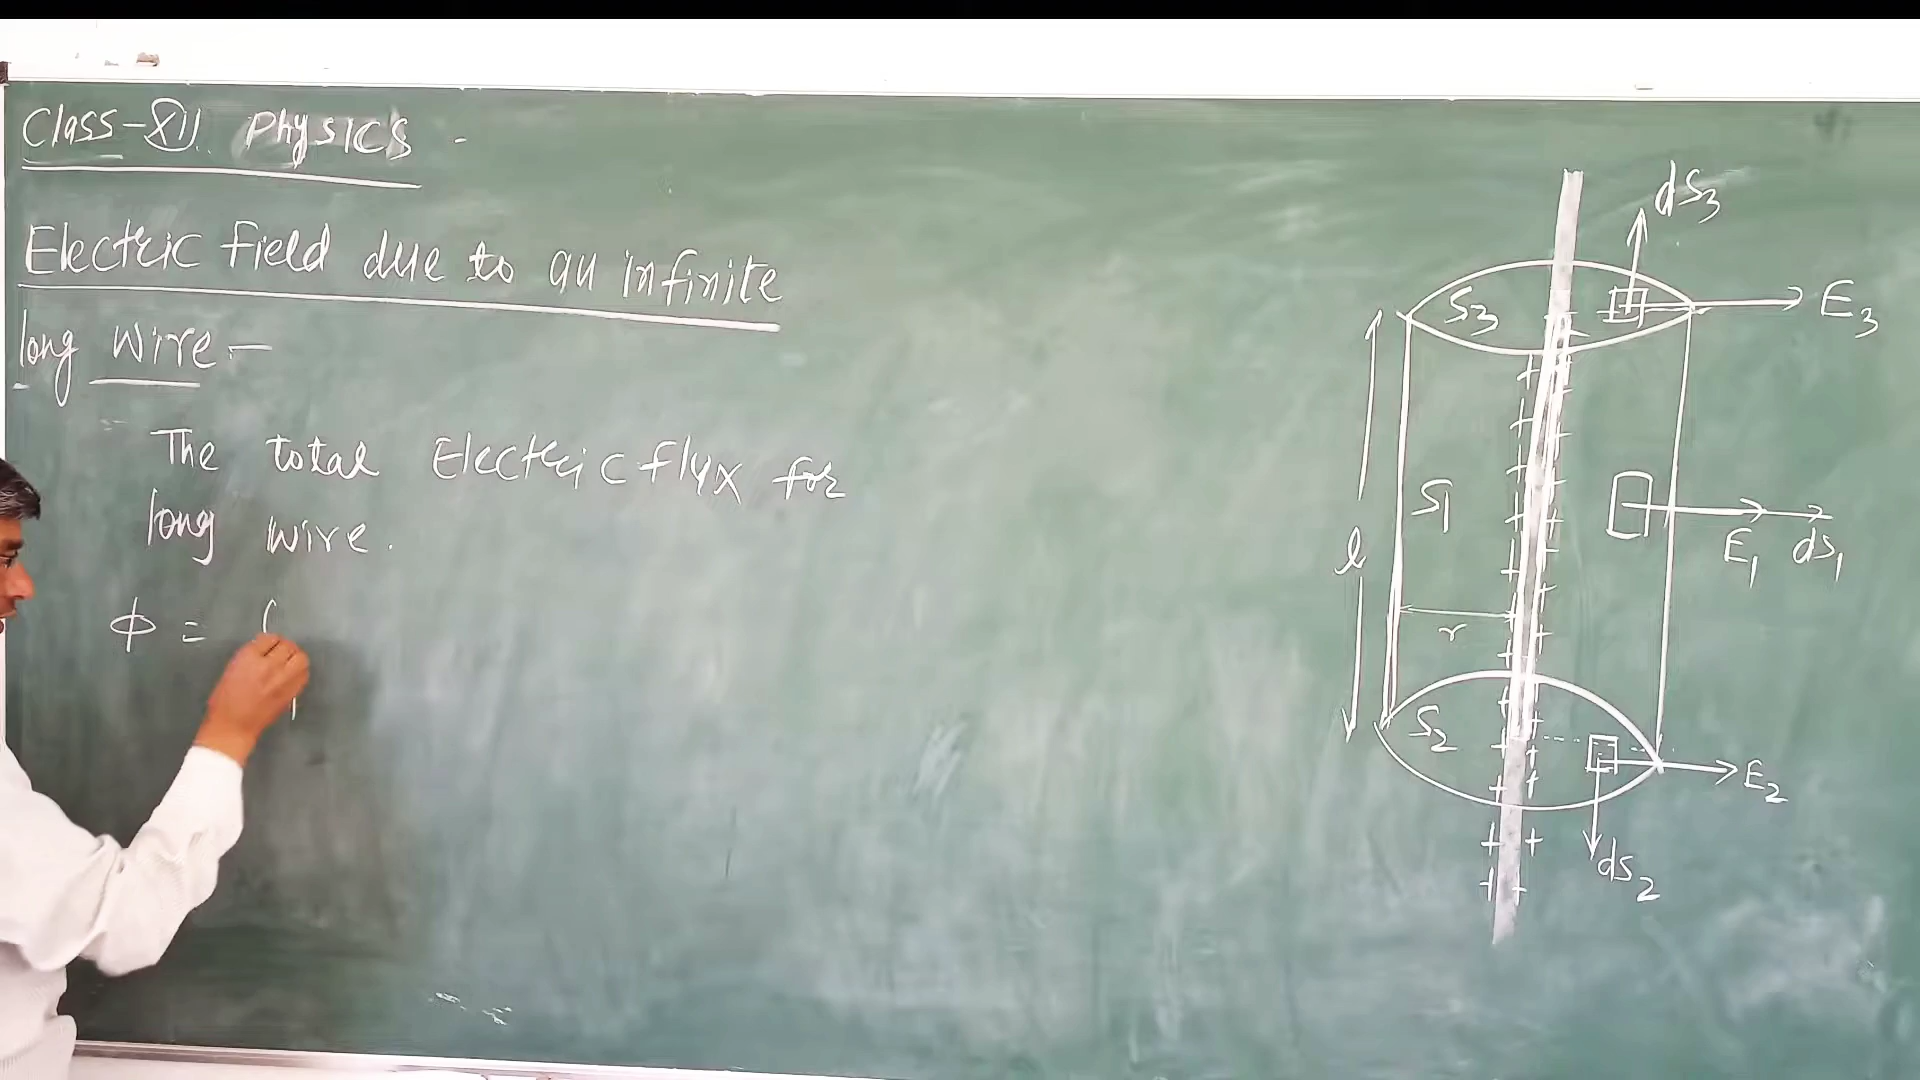 Class-XII. Physics
Electric field due to an infinite
long wire:-
The total Electric flux for
long wire.
ϕ =
dS3
S3
E3
S1
E1 dS1
l
r
S2
E2
dS2